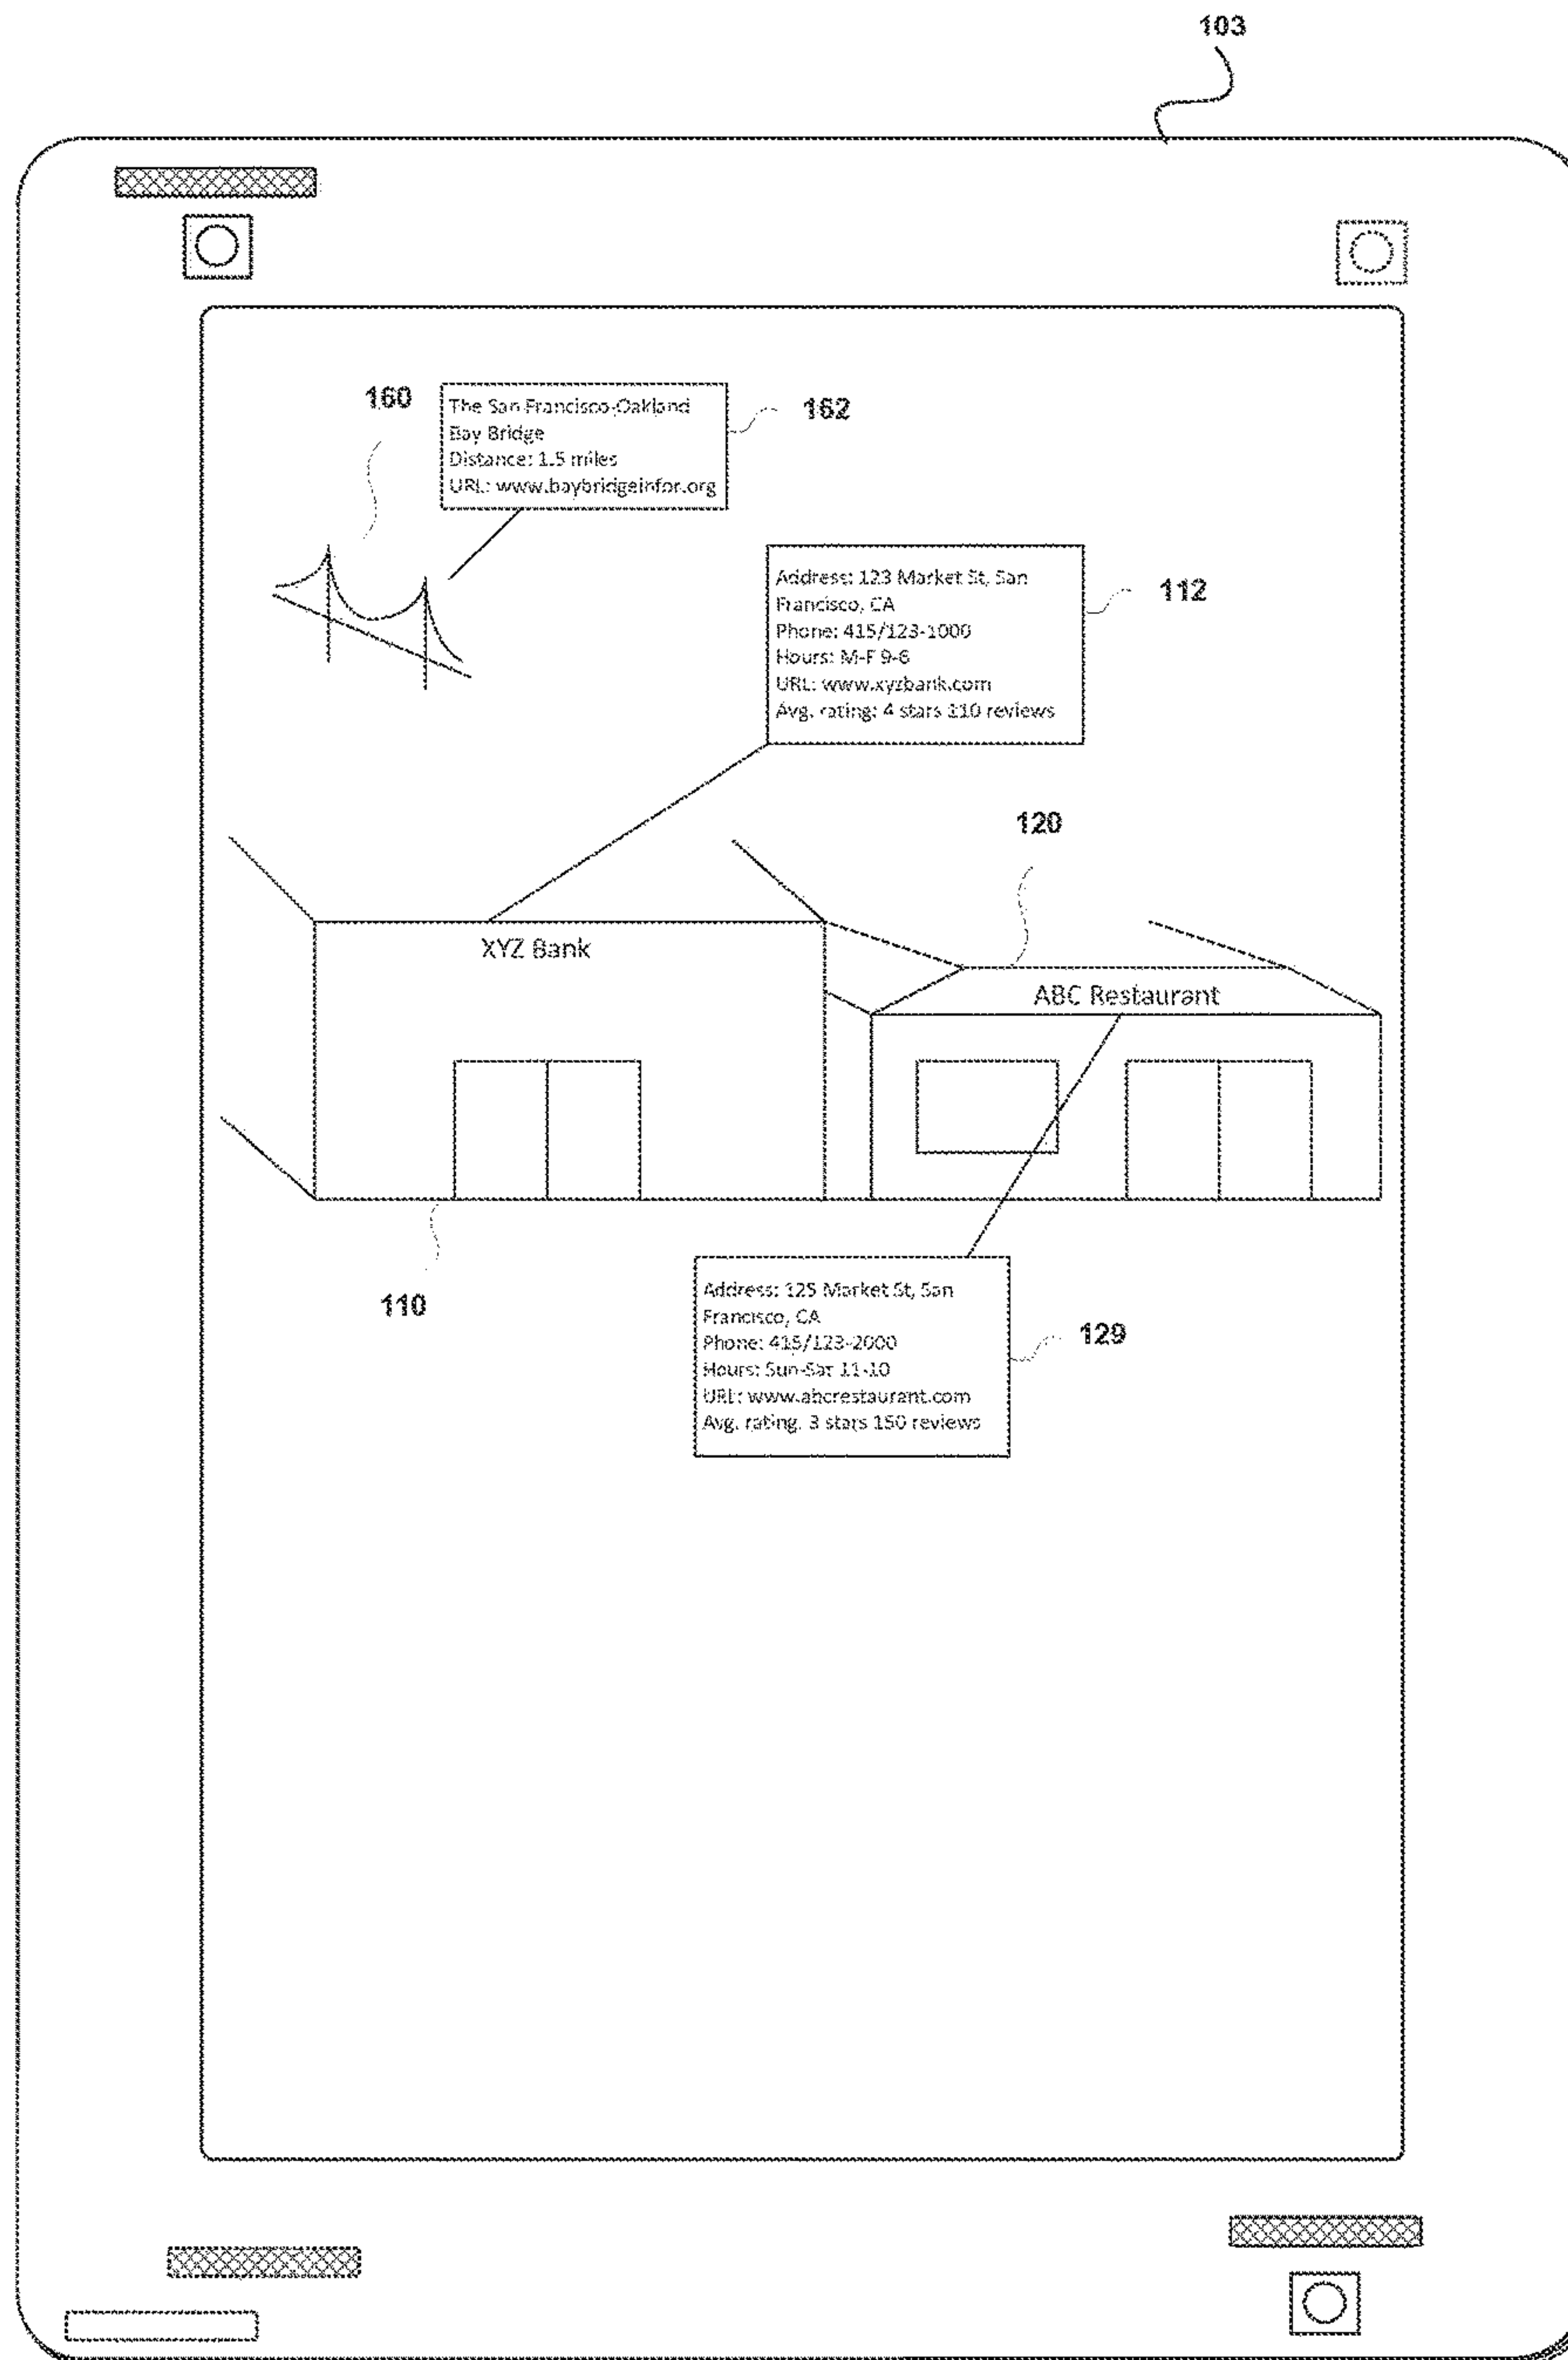 103
160
The San Francisco-Oakland
Bay Bridge
Distance: 1.5 miles
URL: www.baybridgeinfor.org
162
Address: 123 Market St, San
Francisco, CA
Phone: 415/123-1000
Hours: M-F 9-6
URL: www.xyzbank.com
Avg. rating: 4 stars 110 reviews
112
120
XYZ Bank
ABC Restaurant
110
Address: 125 Market St, San
Francisco, CA
Phone: 415/123-2000
Hours: Sun-Sat 11-10
URL: www.abcrestaurant.com
Avg. rating. 3 stars 150 reviews
129